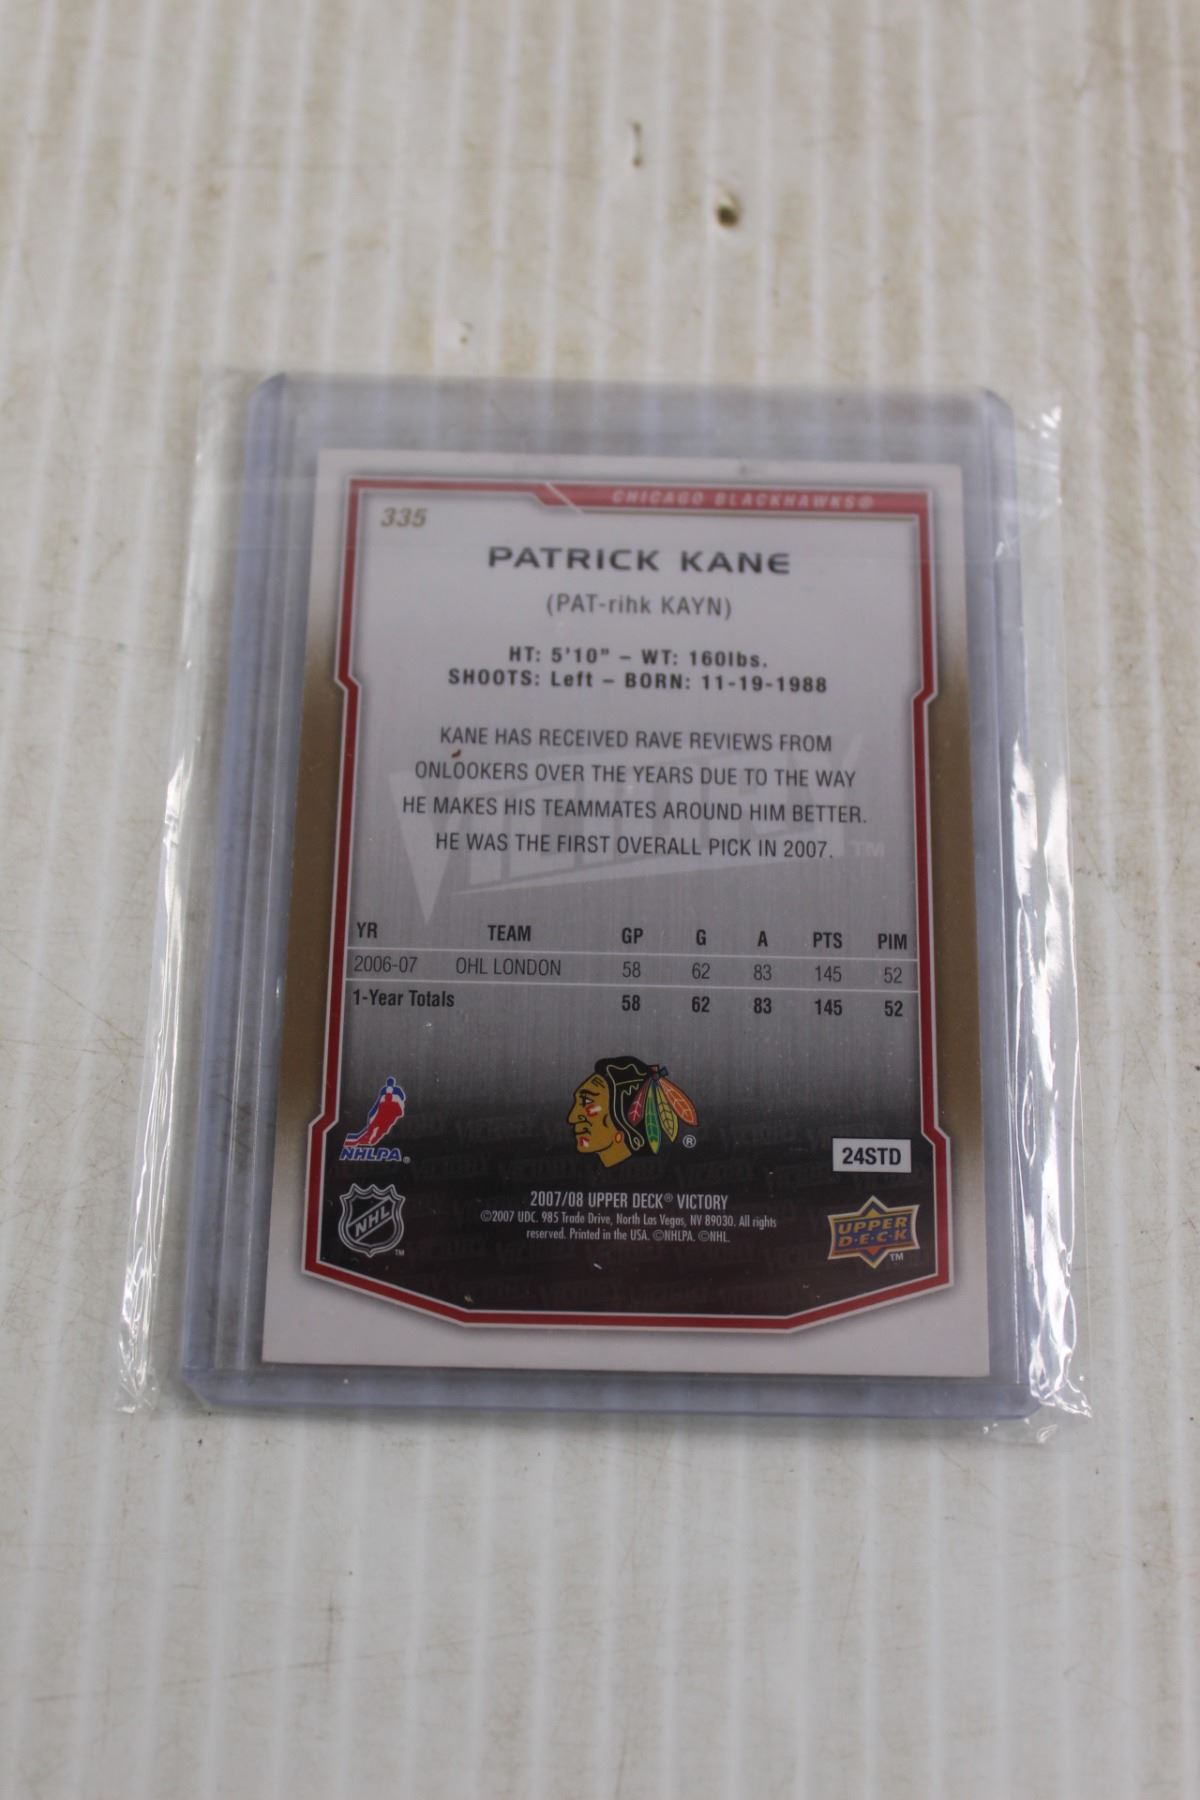 CHICAGO BLACKHAWKS®
335
PATRICK KANE
(PAT-rihk KAYN)
HT: 5'10" – WT: 160lbs.
SHOOTS: Left – BORN: 11-19-1988
KANE HAS RECEIVED RAVE REVIEWS FROM
ONLOOKERS OVER THE YEARS DUE TO THE WAY
HE MAKES HIS TEAMMATES AROUND HIM BETTER.
HE WAS THE FIRST OVERALL PICK IN 2007.
VICTORY™
YR TEAM GP G A PTS PIM
2006-07 OHL LONDON 58 62 83 145 52
1-Year Totals 58 62 83 145 52
®
NHLPA®
24STD
NHL™
2007/08 UPPER DECK® VICTORY
©2007 UDC. 985 Trade Drive, North Las Vegas, NV 89030. All rights
reserved. Printed in the USA. ©NHLPA. ©NHL.
UPPER
D·E·C·K
™